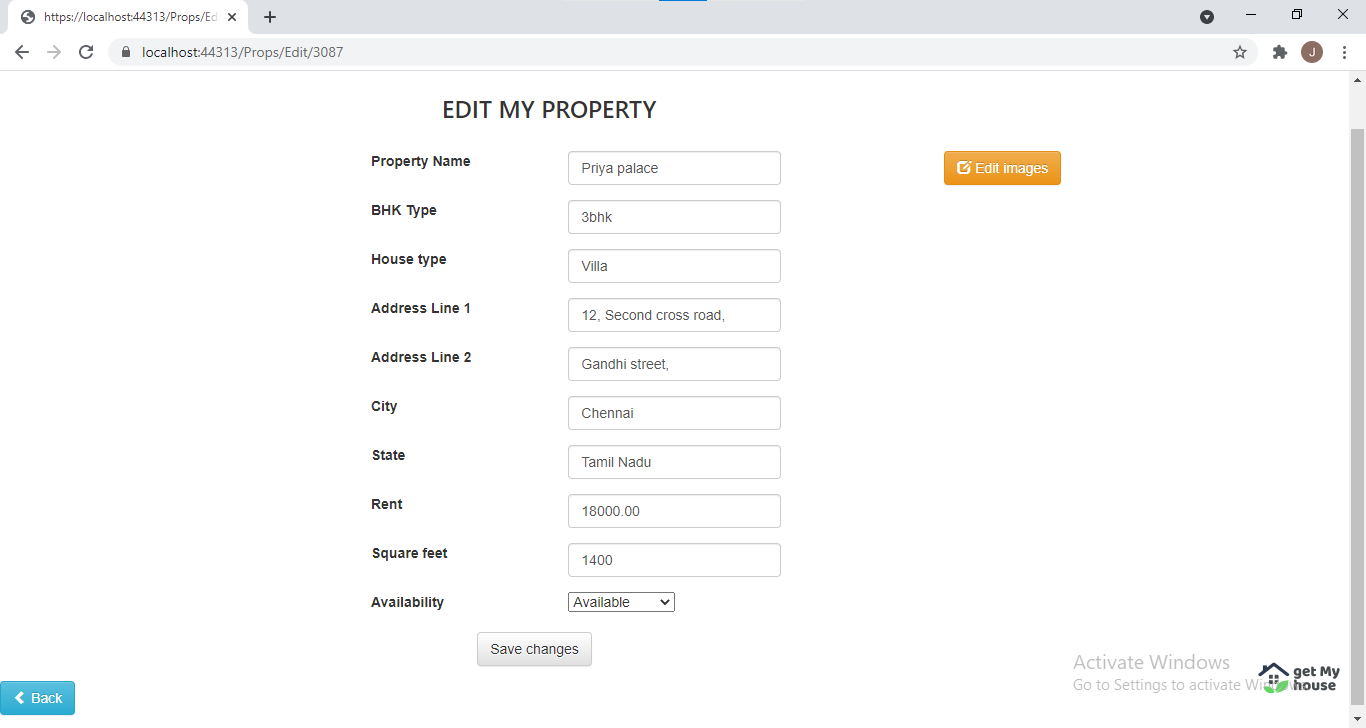 https://localhost:44313/Props/Ed
localhost:44313/Props/Edit/3087
J
EDIT MY PROPERTY
Property Name Priya palace Edit images
BHK Type 3bhk
House type Villa
Address Line 1 12, Second cross road,
Address Line 2 Gandhi street,
City Chennai
State Tamil Nadu
Rent 18000.00
Square feet 1400
Availability Available
Save changes
Activate Windows
Go to Settings to activate
get My
house
Back